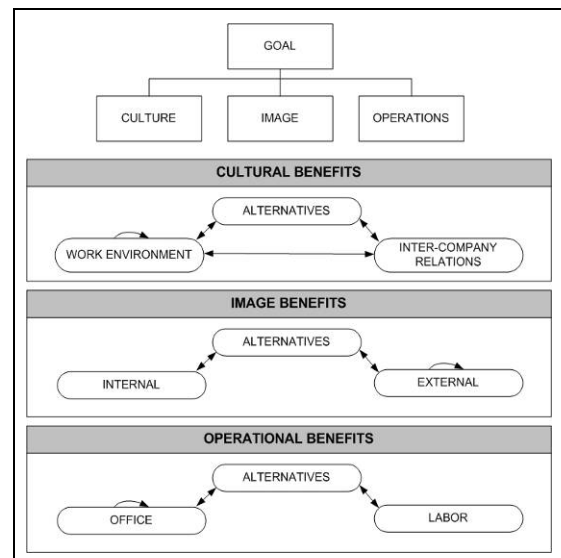 GOAL
CULTURE
IMAGE
OPERATIONS
CULTURAL BENEFITS
ALTERNATIVES
WORK ENVIRONMENT
INTER-COMPANY
RELATIONS
IMAGE BENEFITS
ALTERNATIVES
INTERNAL
EXTERNAL
OPERATIONAL BENEFITS
ALTERNATIVES
OFFICE
LABOR